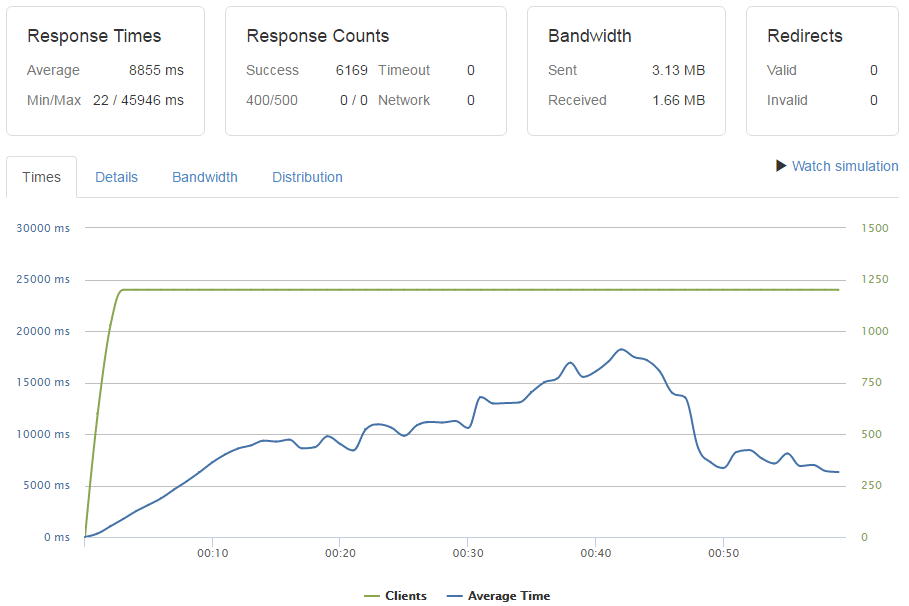 Response Times
Average 8855 ms
Min/Max 22 / 45946 ms
Response Counts
Success 6169 Timeout 0
400/500 0 / 0 Network 0
Bandwidth
Sent 3.13 MB
Received 1.66 MB
Redirects
Valid 0
Invalid 0
Times Details Bandwidth Distribution
Watch simulation
30000 ms 1500
25000 ms 1250
20000 ms 1000
15000 ms 750
10000 ms 500
5000 ms 250
0 ms 0
00:10 00:20 00:30 00:40 00:50
Clients Average Time